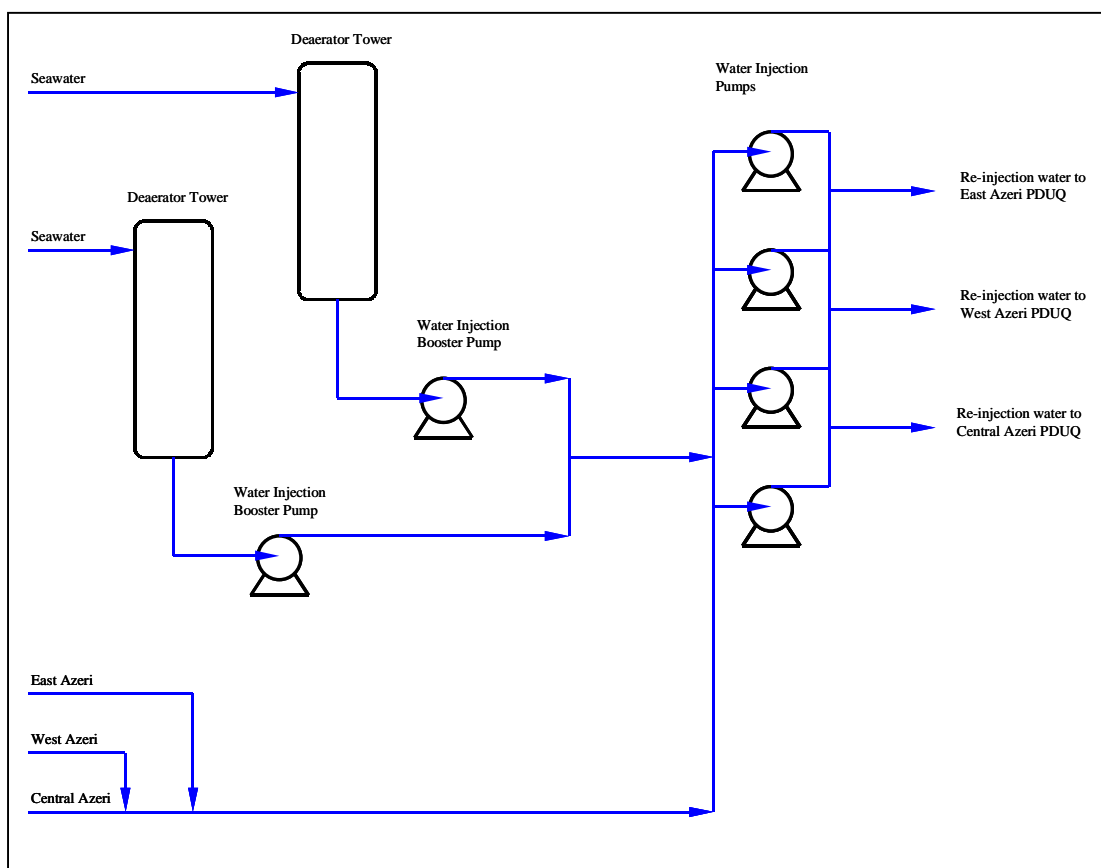 Deaerator Tower
Seawater
Water Injection
Pumps
Deaerator Tower
Seawater
Re-injection water to
East Azeri PDUQ
Re-injection water to
West Azeri PDUQ
Water Injection
Booster Pump
Re-injection water to
Central Azeri PDUQ
Water Injection
Booster Pump
East Azeri
West Azeri
Central Azeri